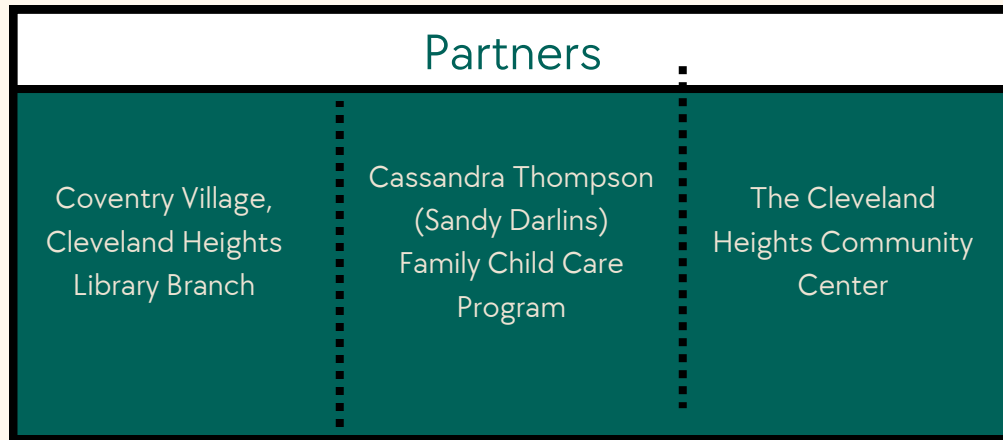 Partners
Coventry Village,
Cleveland Heights
Library Branch
Cassandra Thompson
(Sandy Darlins)
Family Child Care
Program
The Cleveland
Heights Community
Center